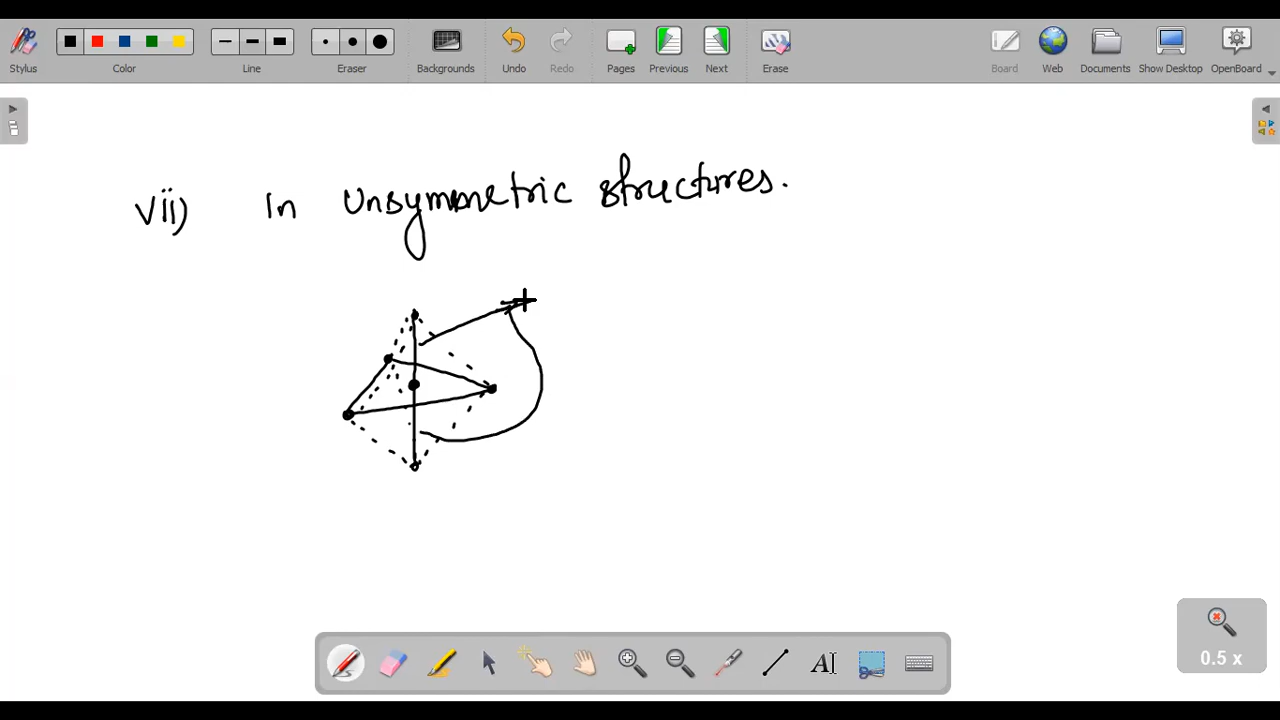 Stylus
Color
Line
Eraser
Backgrounds
Undo
Redo
Pages
Previous
Next
Erase
Board
Web
Documents
Show Desktop
OpenBoard
vii) In Unsymmetric structures.
0.5 x